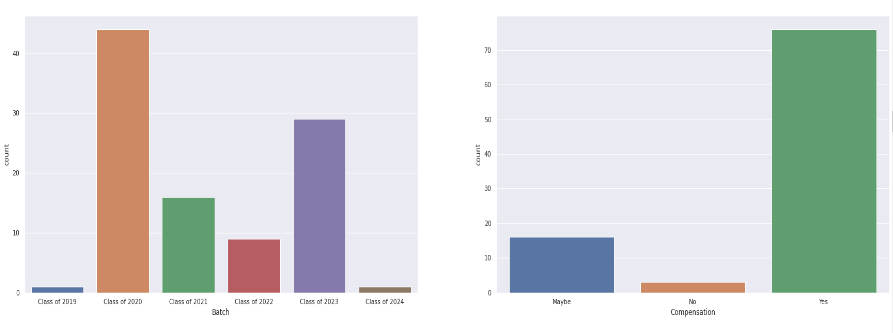 40
30
20
10
0
count
Class of 2019 Class of 2020 Class of 2021 Class of 2022 Class of 2023 Class of 2024
Batch
70
60
50
40
30
20
10
0
count
Maybe No Yes
Compensation